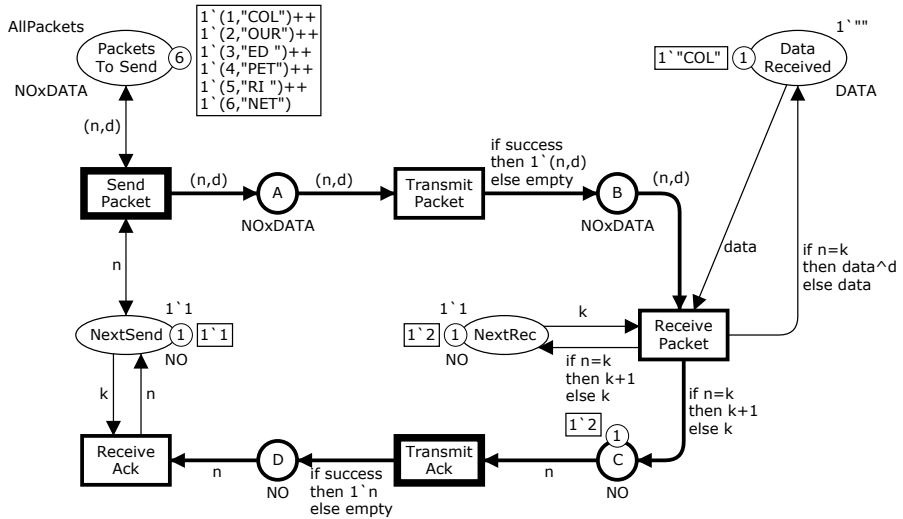 AllPackets
Packets
To Send
6
1`(1,"COL")++
1`(2,"OUR")++
1`(3,"ED ")++
1`(4,"PET")++
1`(5,"RI ")++
1`(6,"NET")
NOxDATA
1`""
1`"COL"
1
Data
Received
DATA
(n,d)
Send
Packet
(n,d)
A
NOxDATA
(n,d)
Transmit
Packet
if success
then 1`(n,d)
else empty
B
NOxDATA
(n,d)
data
if n=k
then data^d
else data
n
1`1
NextSend
1
1`1
NO
1`1
1`2
1
NextRec
NO
k
if n=k
then k+1
else k
Receive
Packet
if n=k
then k+1
else k
k
n
Receive
Ack
n
D
NO
if success
then 1`n
else empty
Transmit
Ack
n
1`2
1
C
NO